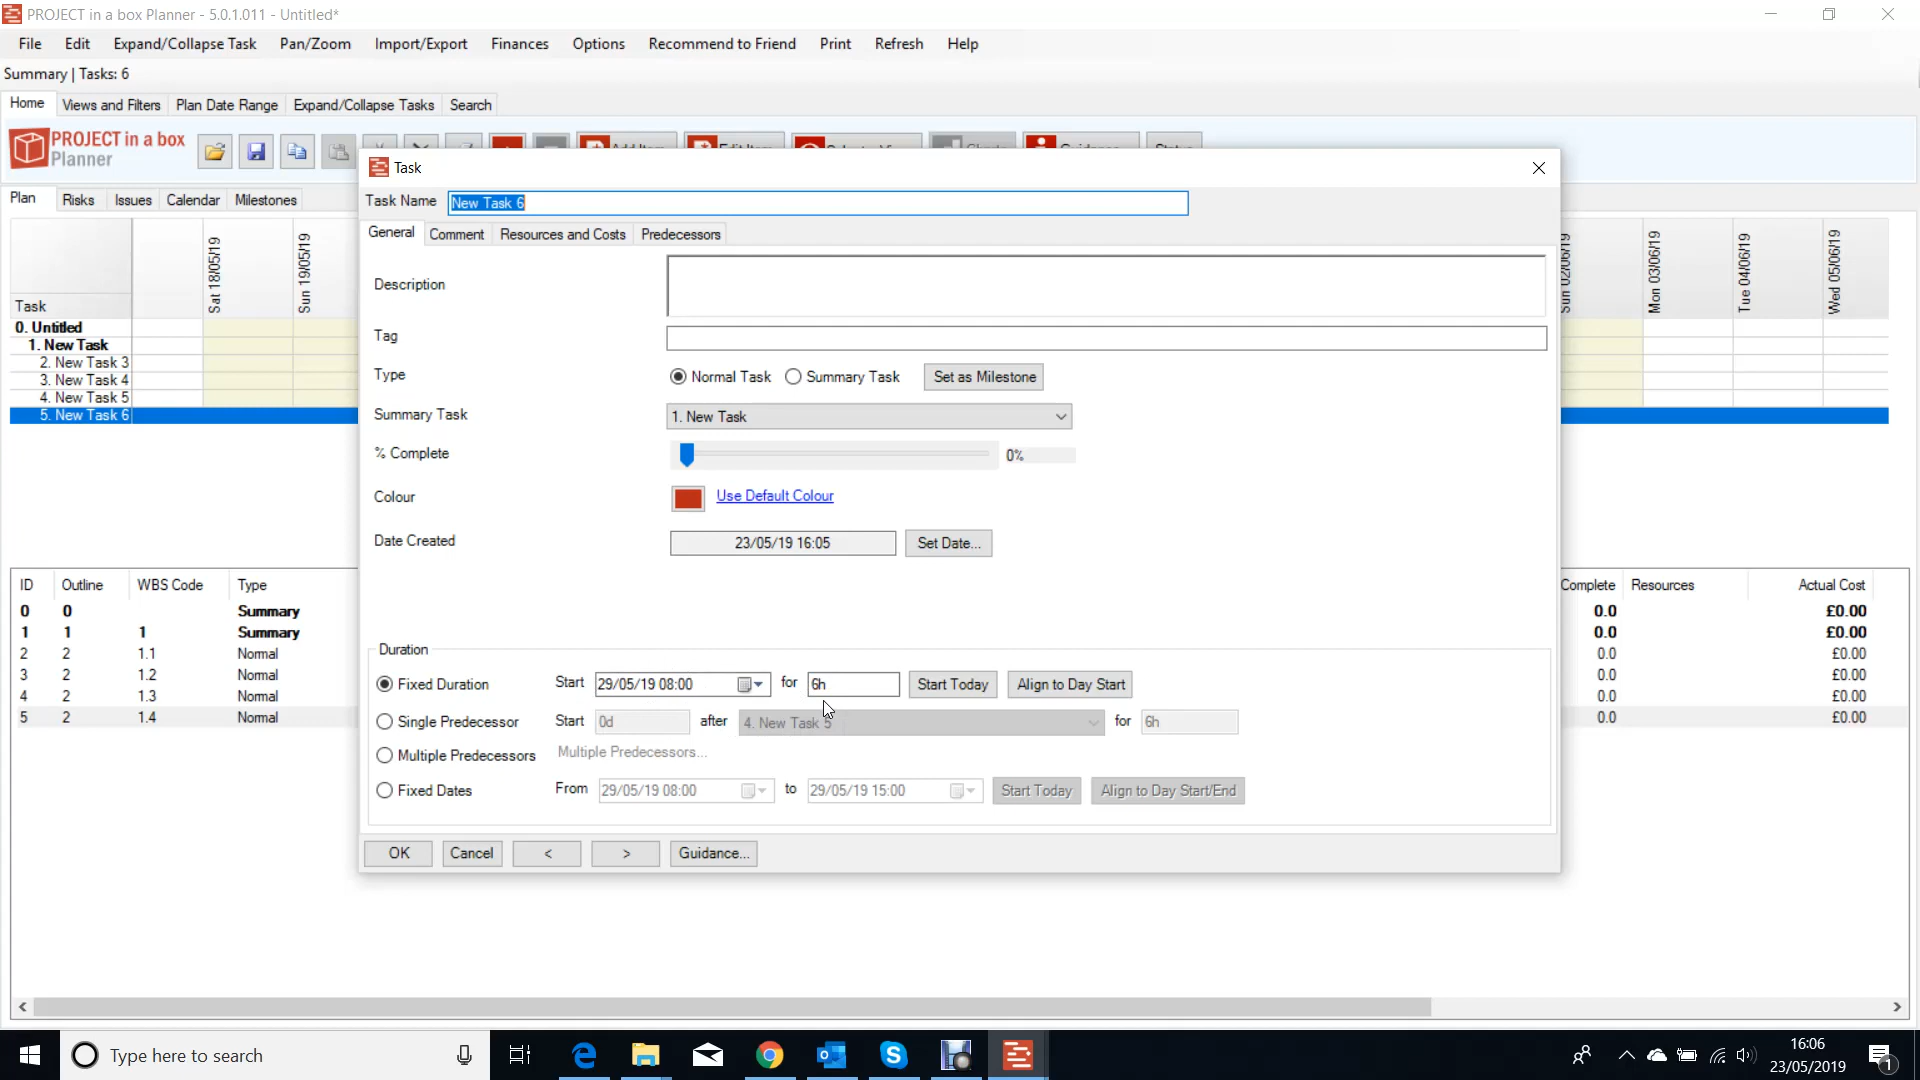 PROJECT in a box Planner - 5.0.1.011 - Untitled*
File Edit Expand/Collapse Task Pan/Zoom Import/Export Finances Options Recommend to Friend Print Refresh Help
Summary | Tasks: 6
Home Views and Filters Plan Date Range Expand/Collapse Tasks Search
PROJECT in a box
Planner
Task
Plan Risks Issues Calendar Milestones
Task Name New Task 6
General Comment Resources and Costs Predecessors
Sat 18/05/19
Sun 19/05/19
Sun 02/06/19
Mon 03/06/19
Tue 04/06/19
Wed 05/06/19
Task
0. Untitled
1. New Task
2. New Task 3
3. New Task 4
4. New Task 5
5. New Task 6
Description
Tag
Type Normal Task Summary Task Set as Milestone
Summary Task 1. New Task
% Complete 0%
Colour Use Default Colour
Date Created 23/05/19 16:05 Set Date...
Duration
Fixed Duration Start 29/05/19 08:00 for 6h Start Today Align to Day Start
Single Predecessor Start 0d after 4. New Task 5 for 6h
Multiple Predecessors Multiple Predecessors...
Fixed Dates From 29/05/19 08:00 to 29/05/19 15:00 Start Today Align to Day Start/End
OK Cancel < > Guidance...
ID Outline WBS Code Type Complete Resources Actual Cost
0 0 Summary 0.0 £0.00
1 1 1 Summary 0.0 £0.00
2 2 1.1 Normal 0.0 £0.00
3 2 1.2 Normal 0.0 £0.00
4 2 1.3 Normal 0.0 £0.00
5 2 1.4 Normal 0.0 £0.00
Type here to search
16:06
23/05/2019
1